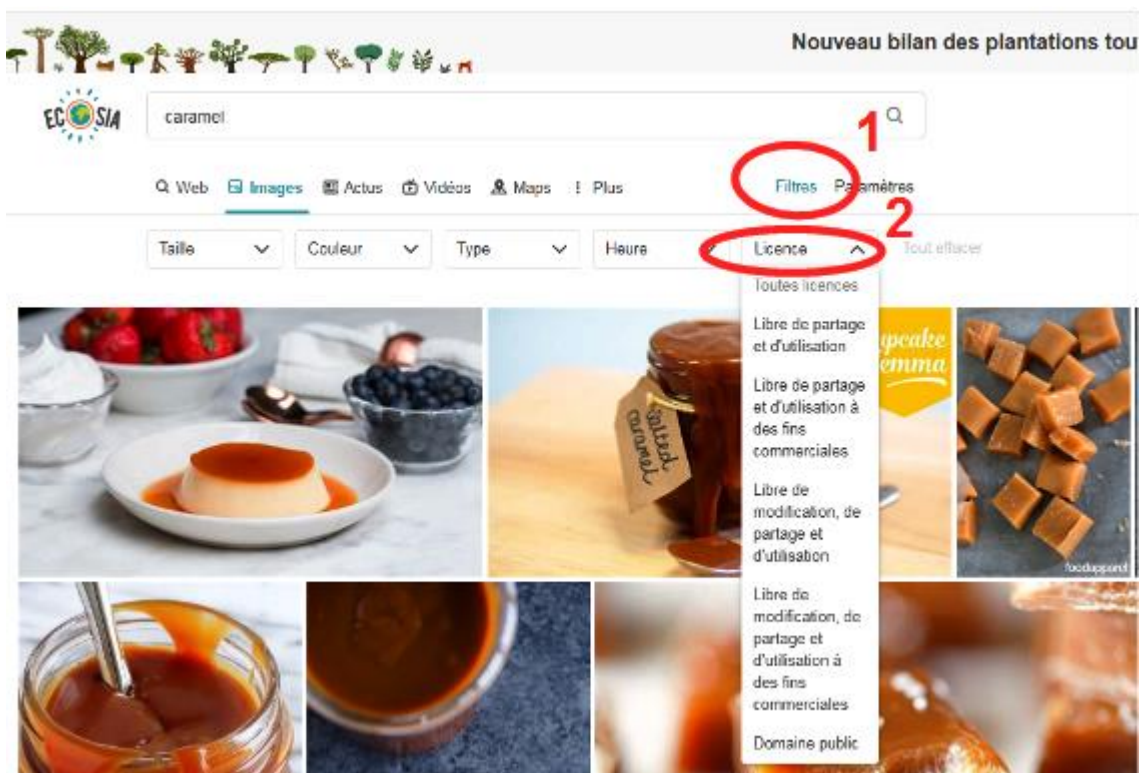 Nouveau bilan des plantations tou
ECOSIA
caramel
1
Web Images Actus Vidéos Maps Plus
Filtres Paramètres
2
Taille Couleur Type Heure Licence Tout effacer
Toutes licences
Libre de partage
et d'utilisation
Libre de partage
et d'utilisation à
des fins
commerciales
Libre de
modification, de
partage et
d'utilisation
Libre de
modification, de
partage et
d'utilisation à
des fins
commerciales
Domaine public
salted
caramel
upcake
emma
foodapparel